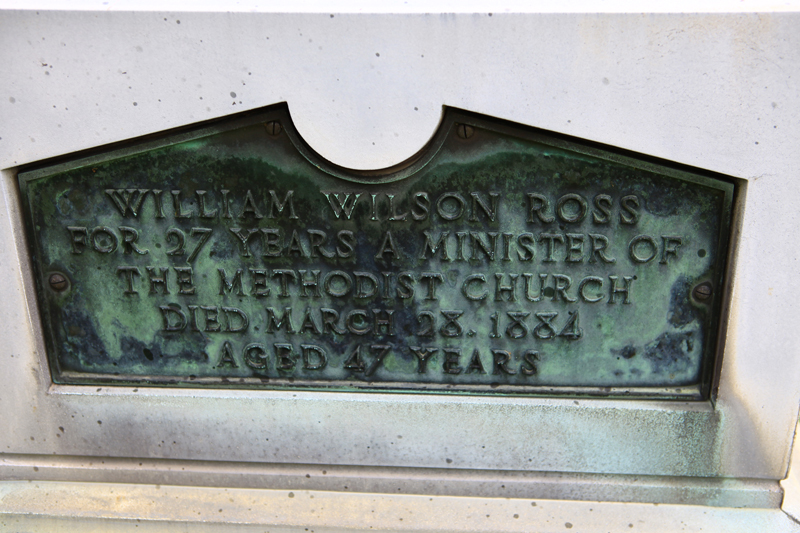 WILLIAM WILSON ROSS
FOR 27 YEARS A MINISTER OF
THE METHODIST CHURCH
DIED MARCH 28. 1884
AGED 47 YEARS